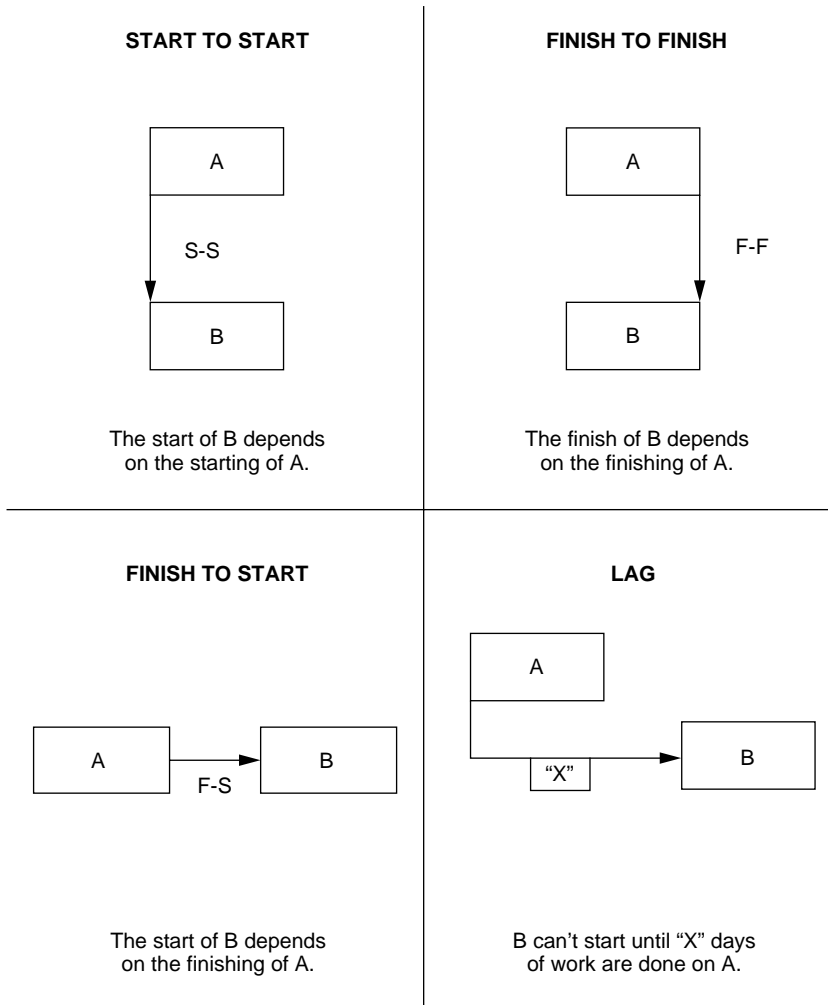 START TO START
A
S-S
B
The start of B depends
on the starting of A.
FINISH TO FINISH
A
F-F
B
The finish of B depends
on the finishing of A.
FINISH TO START
A
F-S
B
The start of B depends
on the finishing of A.
LAG
A
“X”
B
B can’t start until “X” days
of work are done on A.